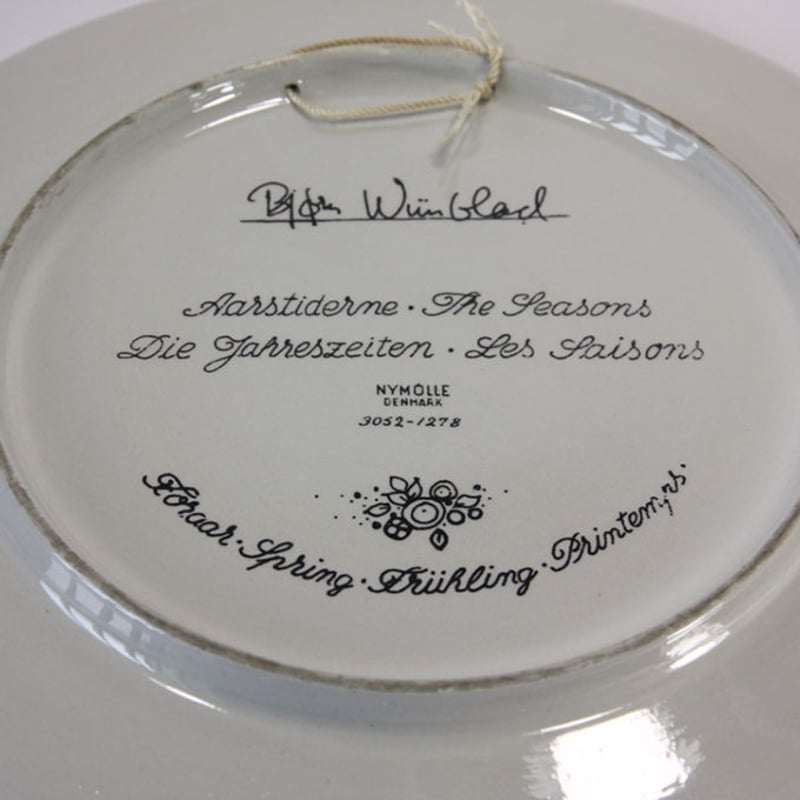 Bjørn Wiinblad
Aarstiderne · The Seasons
Die Jahreszeiten · Les Saisons
NYMÖLLE
DENMARK
3052-1278
Foraar · Spring · Frühling · Printemps